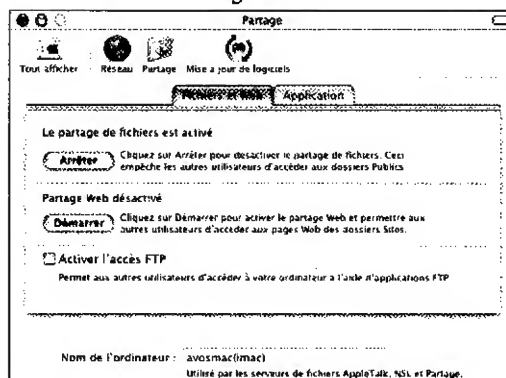 Partage
Tout afficher Réseau Partage Mise a jour de logiciels
Fichiers et Web Application
Le partage de fichiers est activé
Arrêter
Cliquez sur Arrêter pour désactiver le partage de fichiers. Ceci
empêche les autres utilisateurs d'accéder aux dossiers Publics
Partage Web désactivé
Démarrer
Cliquez sur Démarrer pour activer le partage Web et permettre aux
autres utilisateurs d'accéder aux pages Web des dossiers Sites.
Activer l'accès FTP
Permet aux autres utilisateurs d'accéder à votre ordinateur a l'aide d'applications FTP
Nom de l'ordinateur : avosmac(imac)
Utilisé par les serveurs de fichiers AppleTalk, NSL et Partage.